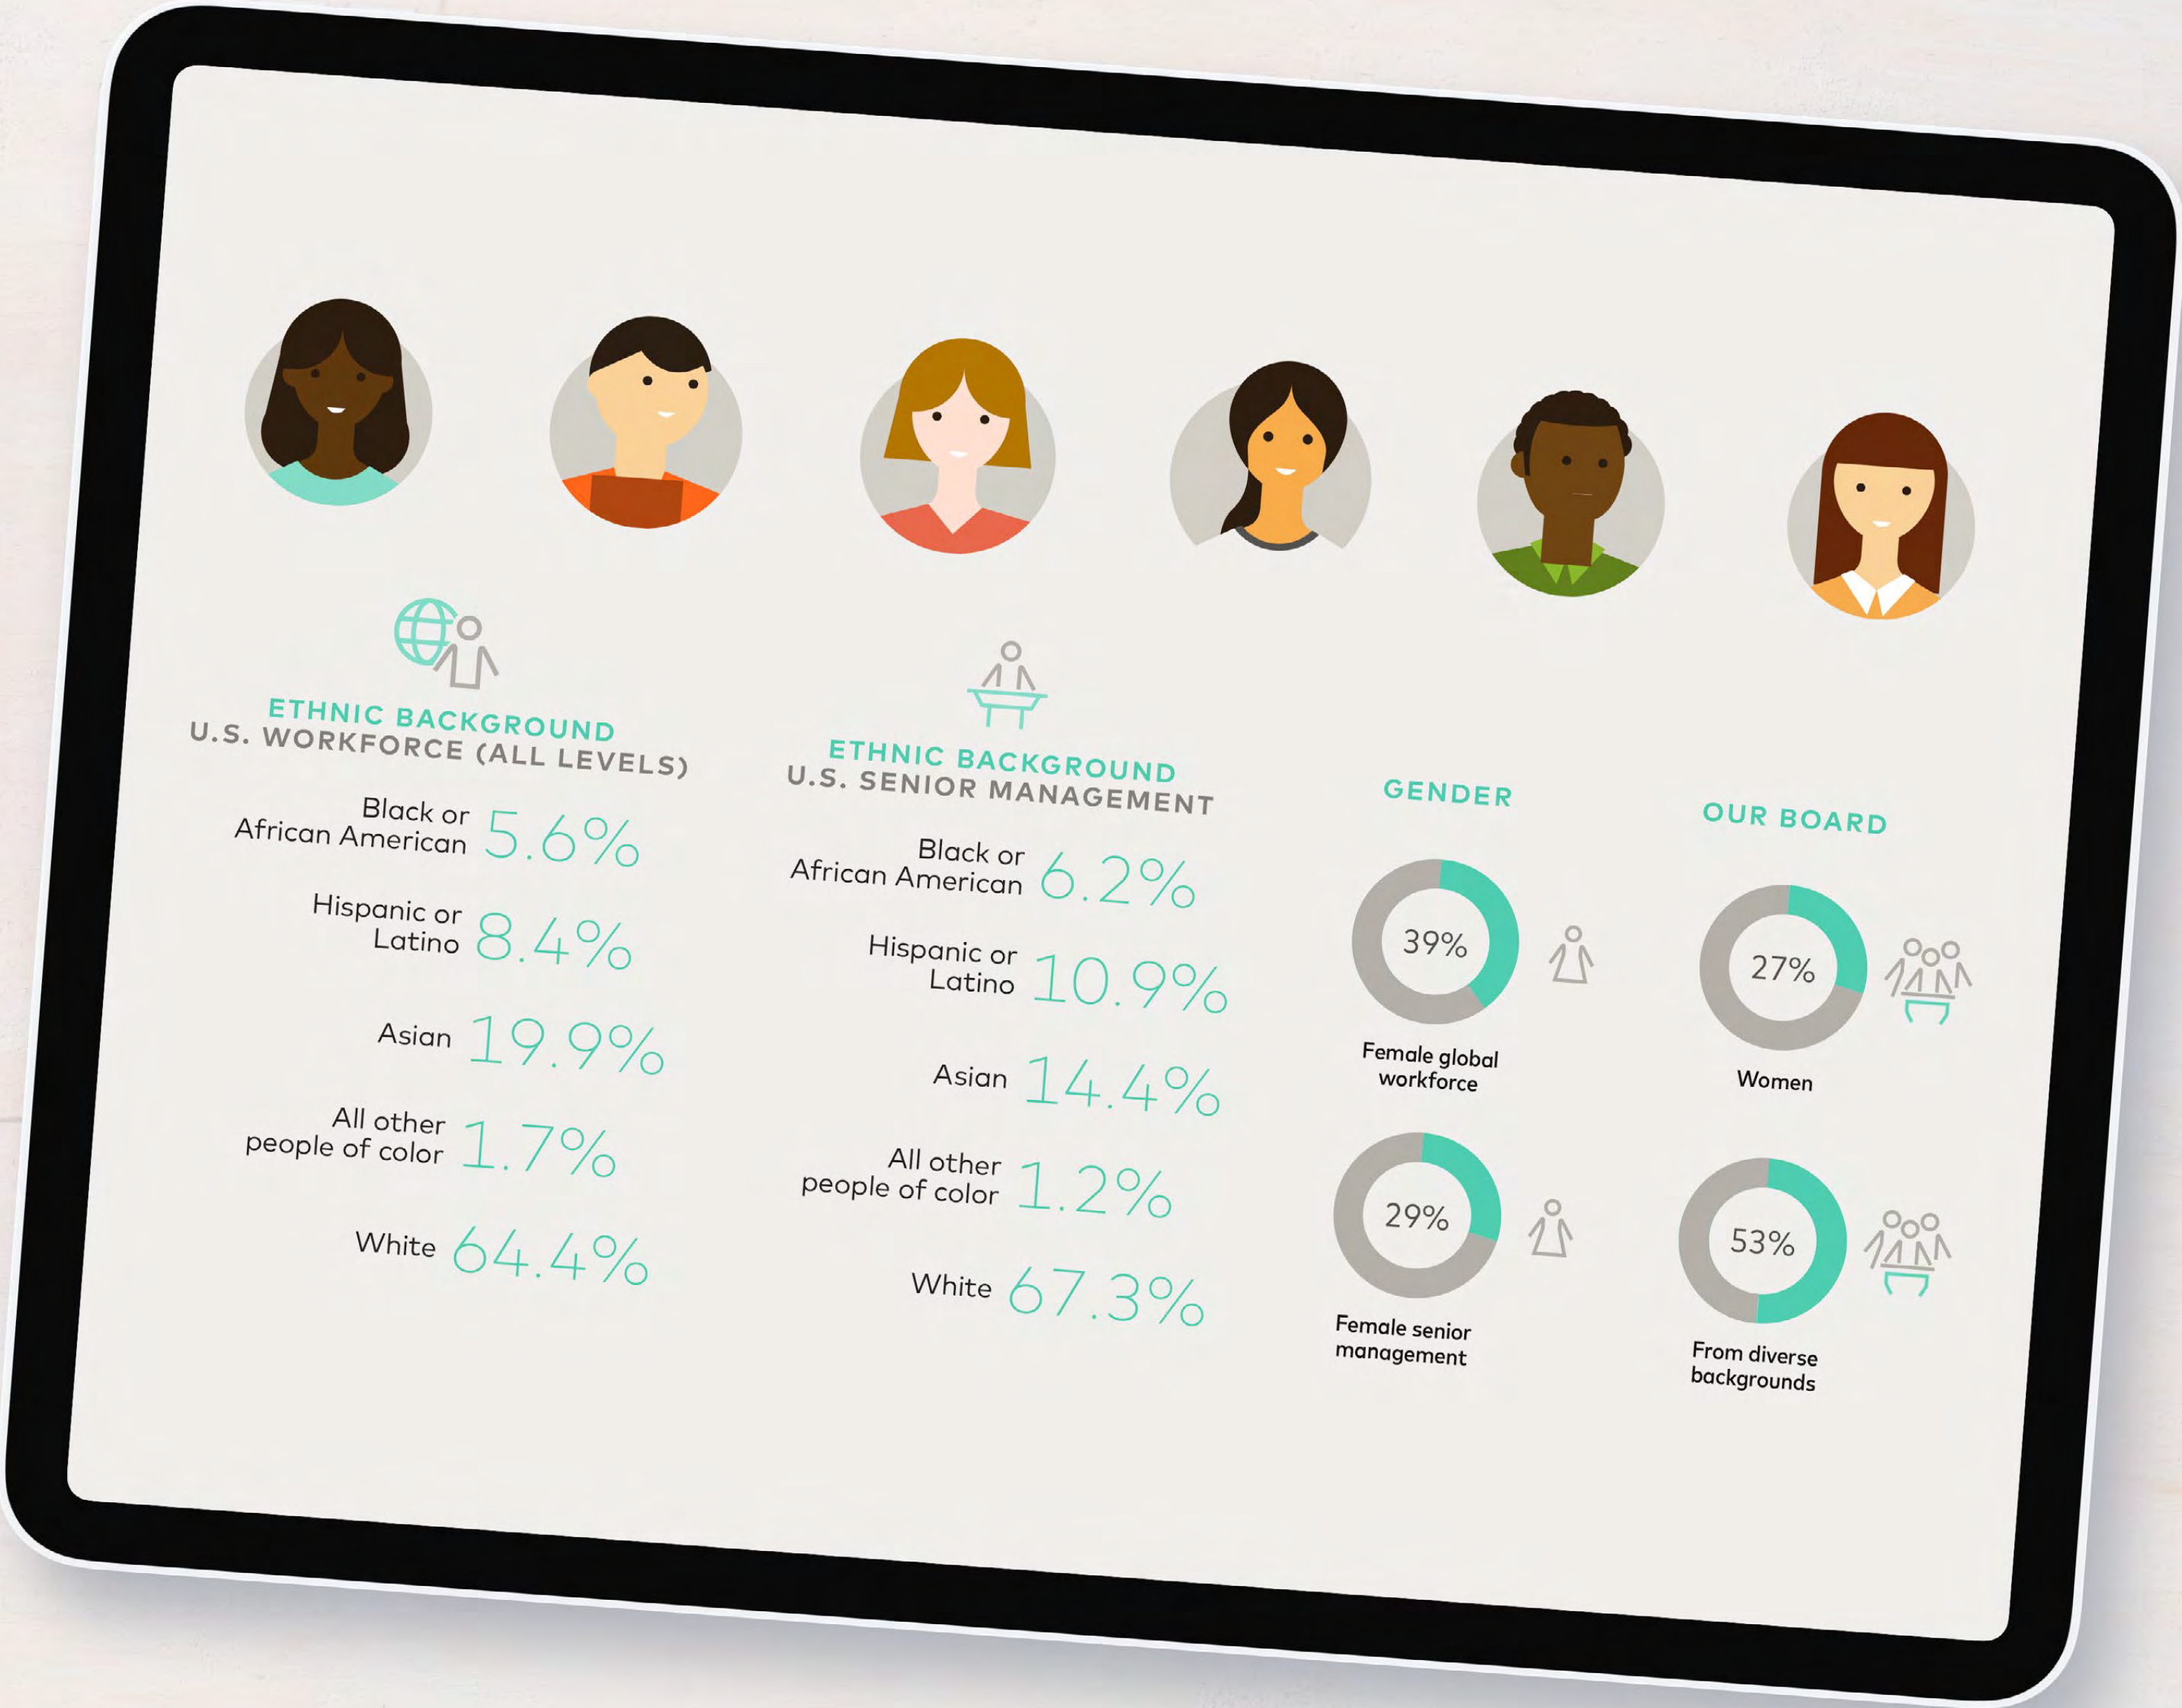 ETHNIC BACKGROUND
U.S. WORKFORCE (ALL LEVELS)
Black or
African American 5.6%
Hispanic or
Latino 8.4%
Asian 19.9%
All other
people of color 1.7%
White 64.4%
ETHNIC BACKGROUND
U.S. SENIOR MANAGEMENT
Black or
African American 6.2%
Hispanic or
Latino 10.9%
Asian 14.4%
All other
people of color 1.2%
White 67.3%
GENDER
39%
Female global
workforce
29%
Female senior
management
OUR BOARD
27%
Women
53%
From diverse
backgrounds